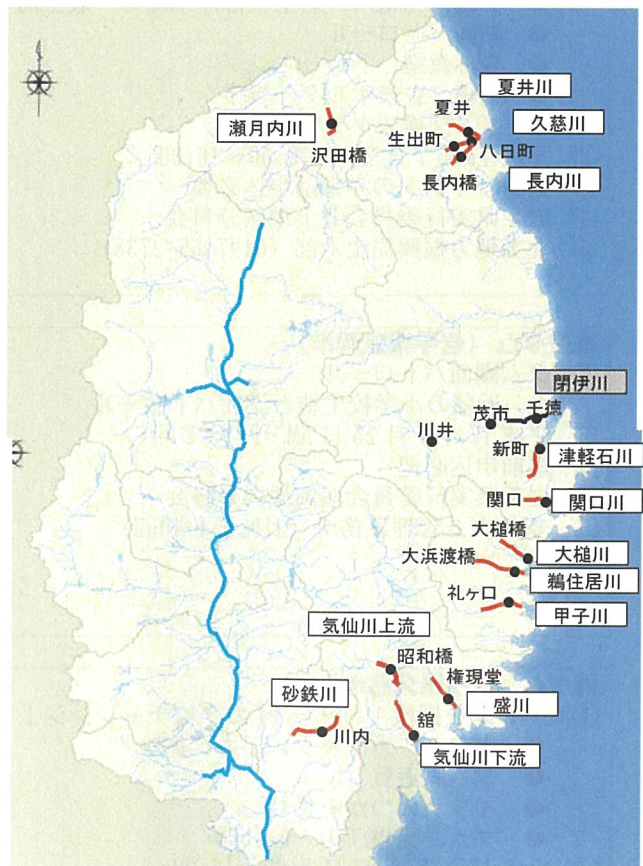 夏井川
夏井
久慈川
瀬月内川
生出町
八日町
沢田橋
長内橋
長内川
閉伊川
茂市
千徳
川井
新町
津軽石川
関口
関口川
大槌橋
大浜渡橋
大槌川
鵜住居川
礼ヶ口
甲子川
気仙川上流
昭和橋
権現堂
砂鉄川
盛川
川内
舘
気仙川下流